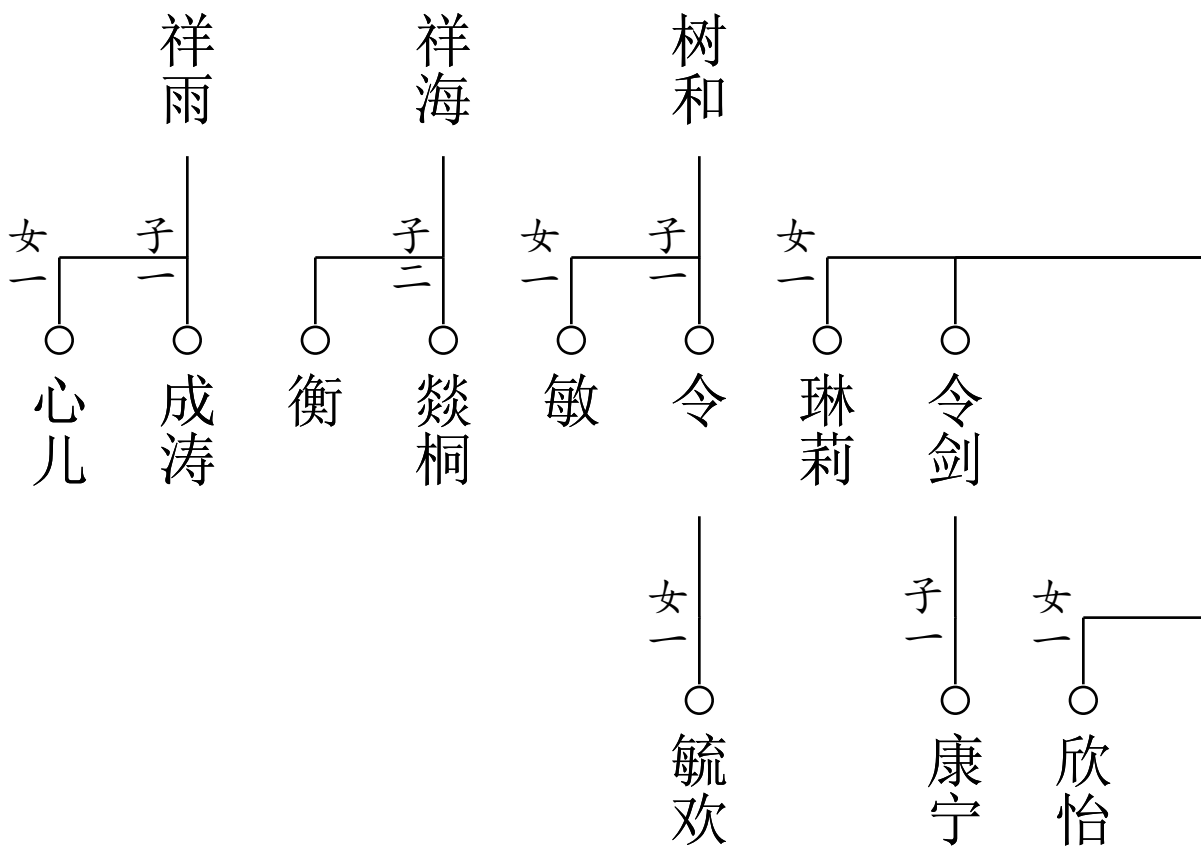 树和
祥海
祥雨
女一
子一
女一
子二
子一
女一
令剑
琳莉
令
敏
燚桐
衡
成涛
心儿
女一
子一
女一
欣怡
康宁
毓欢